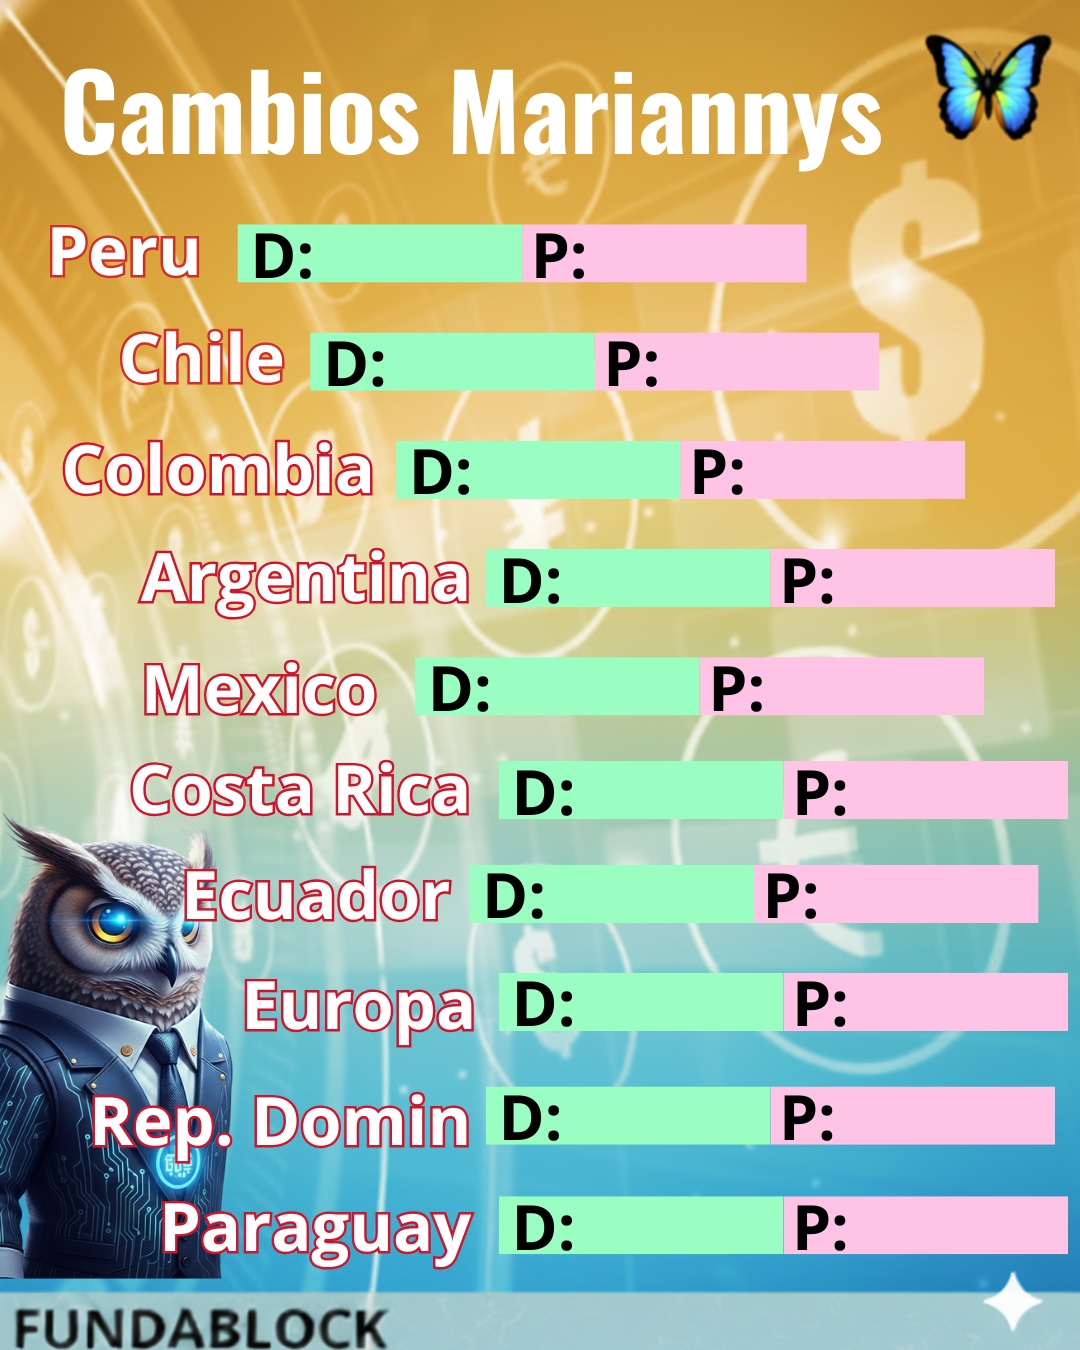 Cambios Mariannys
Peru D: P:
Chile D: P:
Colombia D: P:
Argentina D: P:
Mexico D: P:
Costa Rica D: P:
Ecuador D: P:
Europa D: P:
Rep. Domin D: P:
Paraguay D: P:
FUNDABLOCK